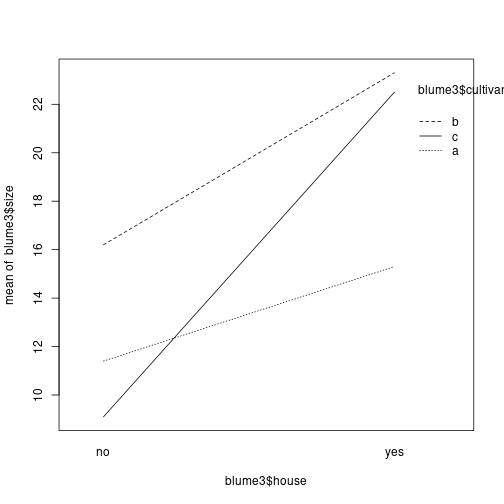 blume3$cultivar
b
c
a
mean of  blume3$size
22
20
18
16
14
12
10
no
yes
blume3$house